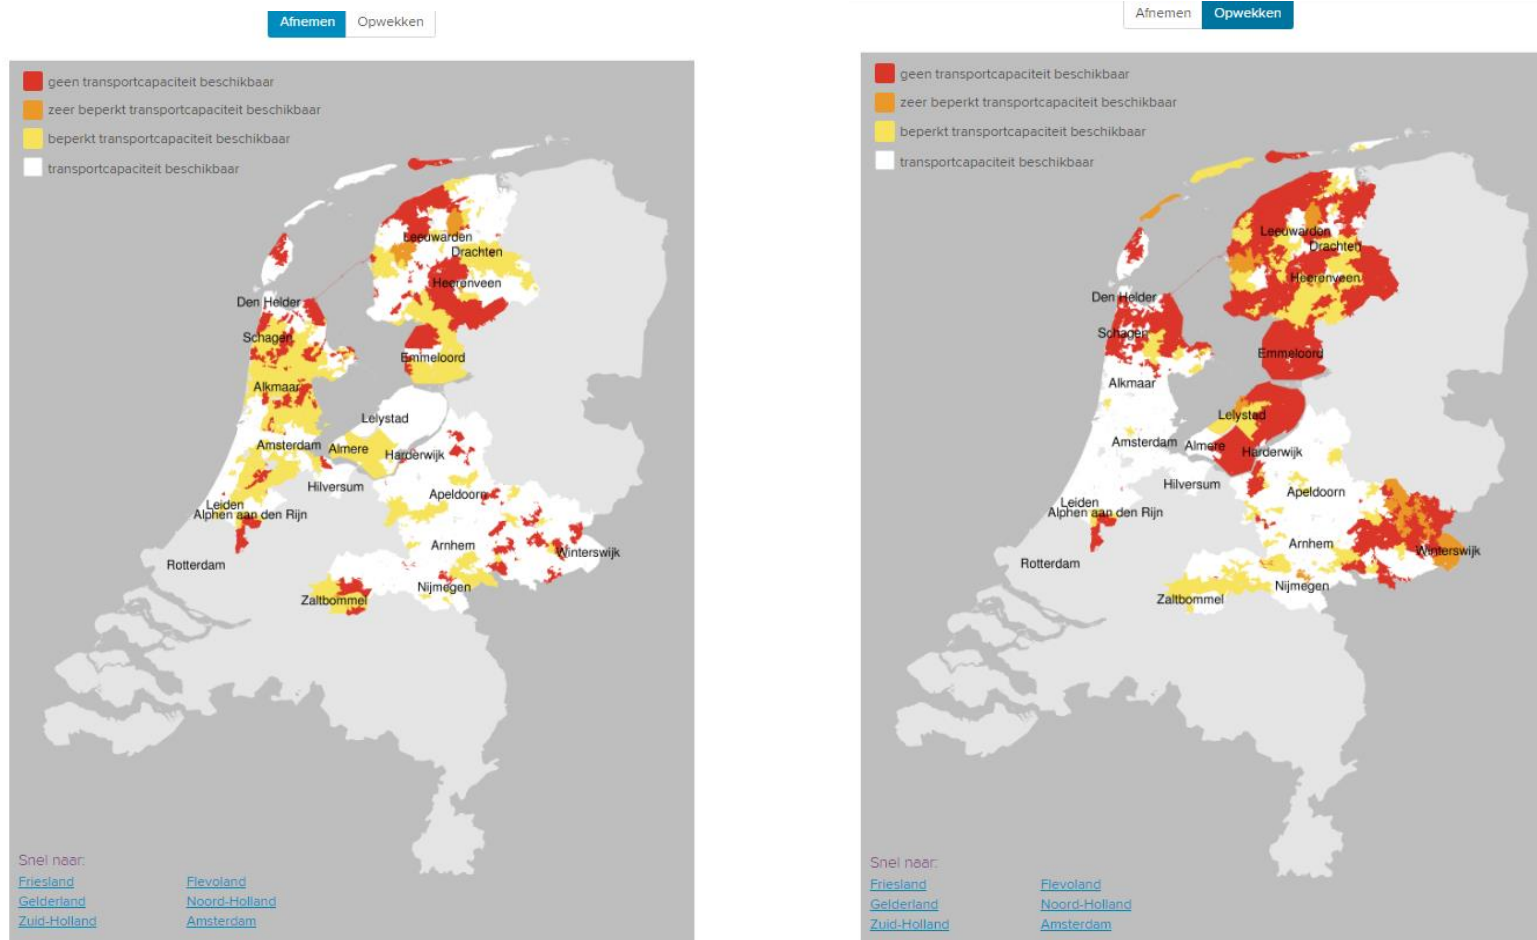 Afnemen Opwekken
geen transportcapaciteit beschikbaar
zeer beperkt transportcapaciteit beschikbaar
beperkt transportcapaciteit beschikbaar
transportcapaciteit beschikbaar
Leeuwarden
Drachten
Heerenveen
Den Helder
Schagen
Emmeloord
Alkmaar
Lelystad
Amsterdam
Almere
Harderwijk
Hilversum
Apeldoorn
Leiden
Alphen aan den Rijn
Arnhem
Winterswijk
Rotterdam
Nijmegen
Zaltbommel
Snel naar:
Friesland Flevoland
Gelderland Noord-Holland
Zuid-Holland Amsterdam
Afnemen Opwekken
geen transportcapaciteit beschikbaar
zeer beperkt transportcapaciteit beschikbaar
beperkt transportcapaciteit beschikbaar
transportcapaciteit beschikbaar
Leeuwarden
Drachten
Heerenveen
Den Helder
Schagen
Emmeloord
Alkmaar
Lelystad
Amsterdam
Almere
Harderwijk
Hilversum
Apeldoorn
Leiden
Alphen aan den Rijn
Arnhem
Winterswijk
Rotterdam
Nijmegen
Zaltbommel
Snel naar:
Friesland Flevoland
Gelderland Noord-Holland
Zuid-Holland Amsterdam